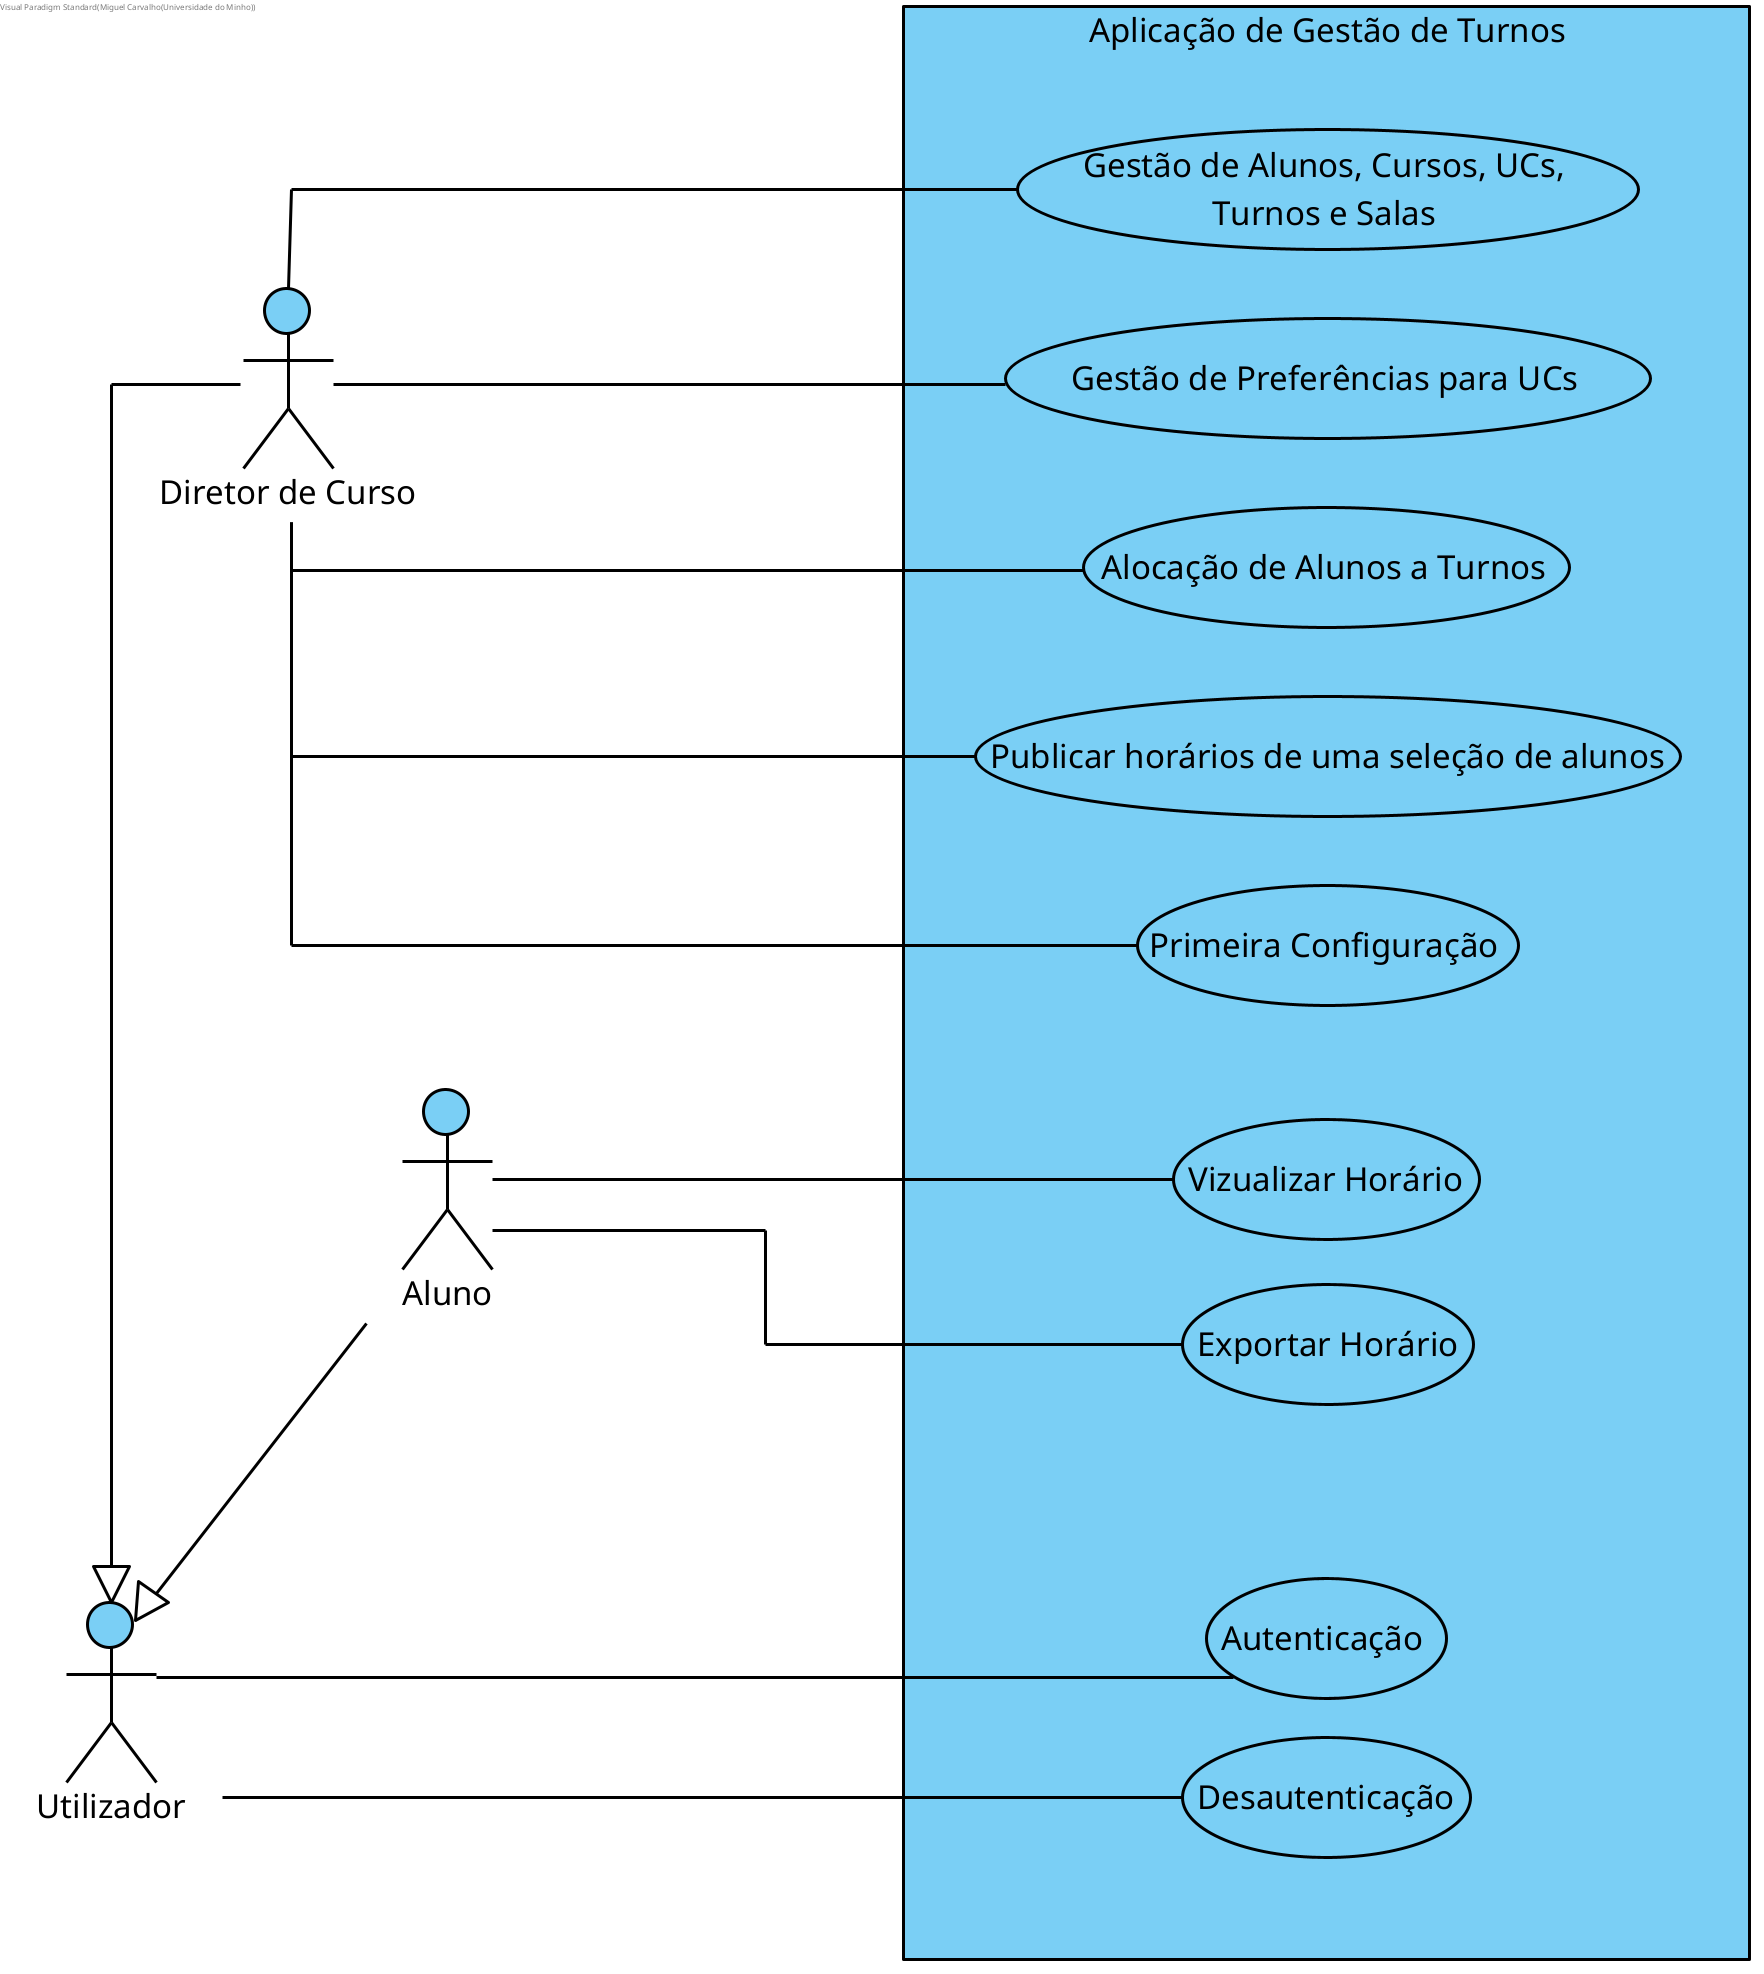 Visual Paradigm Standard(Miguel Carvalho(Universidade do Minho))
Aplicação de Gestão de Turnos
Gestão de Alunos, Cursos, UCs,
Turnos e Salas
Gestão de Preferências para UCs
Diretor de Curso
Alocação de Alunos a Turnos
Publicar horários de uma seleção de alunos
Primeira Configuração
Vizualizar Horário
Aluno
Exportar Horário
Autenticação
Desautenticação
Utilizador